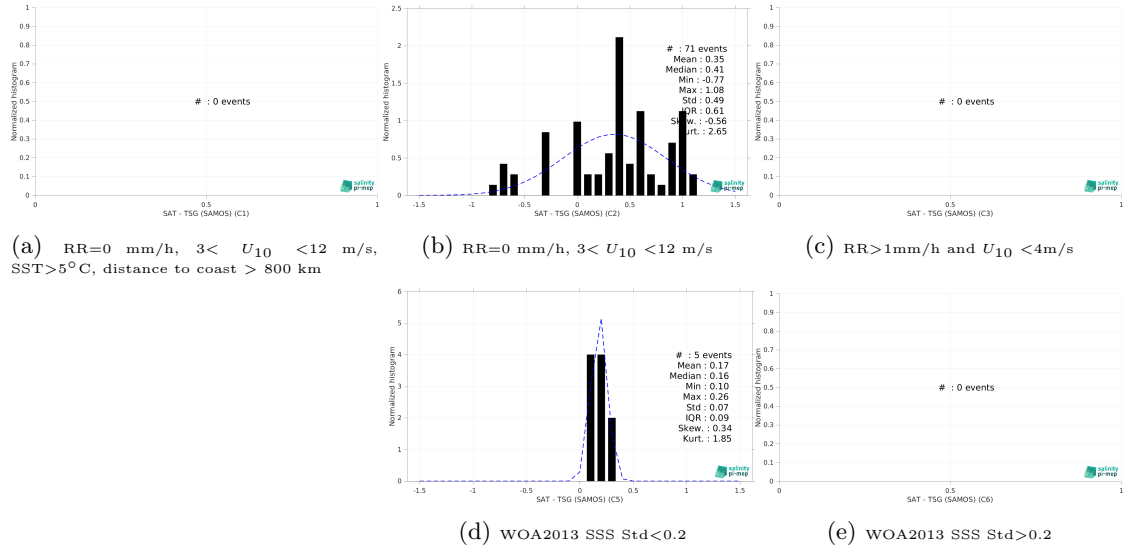 1
0.9
0.8
0.7
0.6
0.5
0.4
0.3
0.2
0.1
0
Normalized histogram
# : 0 events
salinity
pi-mep
0 0.5 1
SAT - TSG (SAMOS) (C1)
(a) RR=0 mm/h, 3< U10 <12 m/s,
SST>5°C, distance to coast > 800 km
2.5
2
1.5
1
0.5
0
Normalized histogram
# : 71 events
Mean : 0.35
Median : 0.41
Min : -0.77
Max : 1.08
Std : 0.49
IQR : 0.61
Skew. : -0.56
Kurt. : 2.65
salinity
pi-mep
-1.5 -1 -0.5 0 0.5 1 1.5
SAT - TSG (SAMOS) (C2)
(b) RR=0 mm/h, 3< U10 <12 m/s
1
0.9
0.8
0.7
0.6
0.5
0.4
0.3
0.2
0.1
0
Normalized histogram
# : 0 events
salinity
pi-mep
0 0.5 1
SAT - TSG (SAMOS) (C3)
(c) RR>1mm/h and U10 <4m/s
6
5
4
3
2
1
0
Normalized histogram
# : 5 events
Mean : 0.17
Median : 0.16
Min : 0.10
Max : 0.26
Std : 0.07
IQR : 0.09
Skew. : 0.34
Kurt. : 1.85
salinity
pi-mep
-1.5 -1 -0.5 0 0.5 1 1.5
SAT - TSG (SAMOS) (C5)
(d) WOA2013 SSS Std<0.2
1
0.9
0.8
0.7
0.6
0.5
0.4
0.3
0.2
0.1
0
Normalized histogram
# : 0 events
salinity
pi-mep
0 0.5 1
SAT - TSG (SAMOS) (C6)
(e) WOA2013 SSS Std>0.2